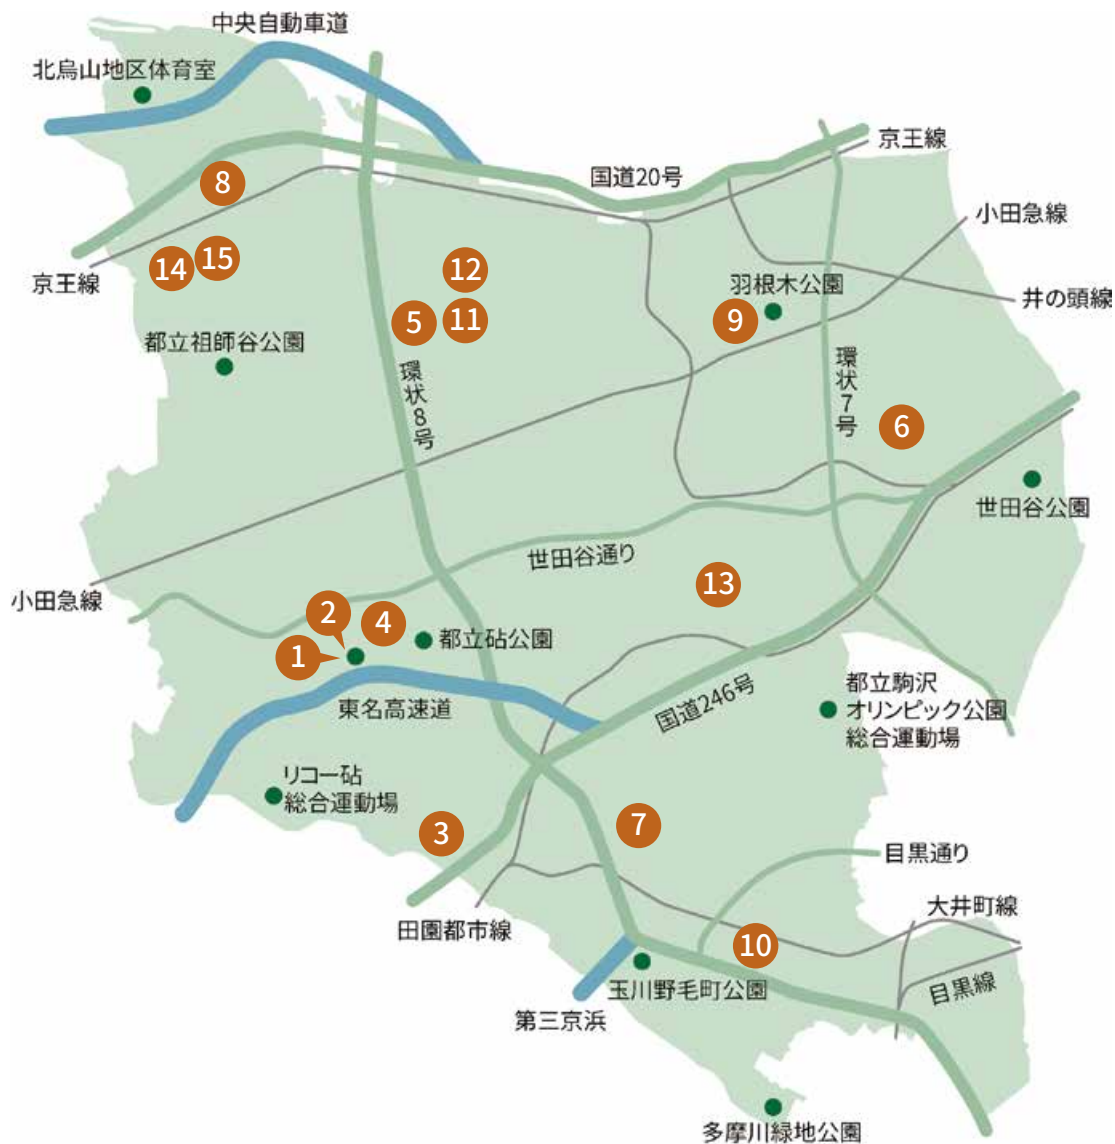 中央自動車道
北烏山地区体育室
京王線
国道20号
8
小田急線
14
15
12
京王線
羽根木公園
井の頭線
5
11
9
都立祖師谷公園
環状8号
環状7号
6
世田谷公園
世田谷通り
13
小田急線
2
4
都立砧公園
1
東名高速道
国道246号
都立駒沢
オリンピック公園
総合運動場
リコー砧
総合運動場
3
7
目黒通り
大井町線
田園都市線
10
目黒線
玉川野毛町公園
第三京浜
多摩川緑地公園